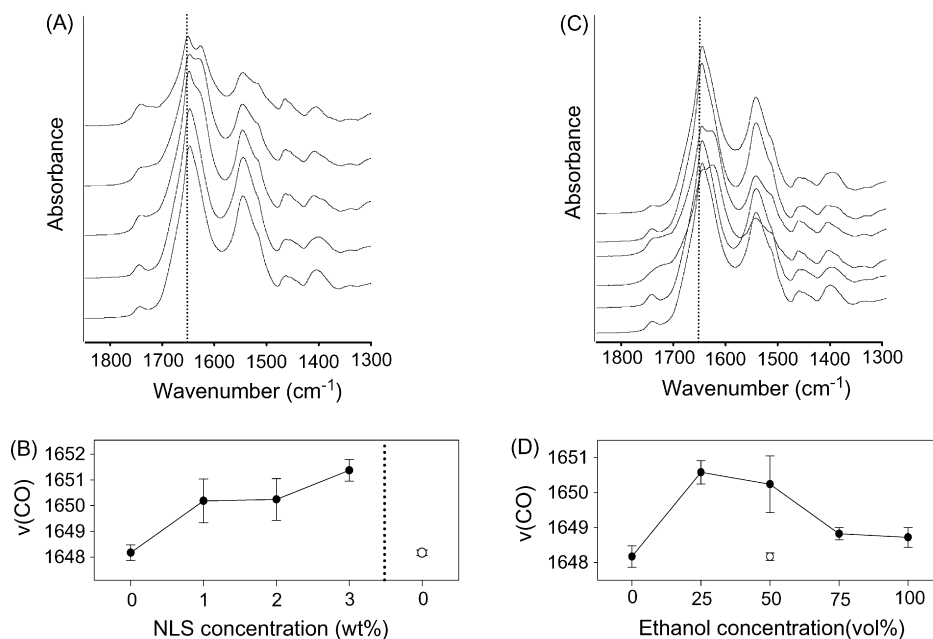 (A)
Absorbance
1800 1700 1600 1500 1400 1300
Wavenumber (cm⁻¹)
(C)
Absorbance
1800 1700 1600 1500 1400 1300
Wavenumber (cm⁻¹)
(B)
ν(CO)
1652
1651
1650
1649
1648
0 1 2 3 0
NLS concentration (wt%)
(D)
ν(CO)
1651
1650
1649
1648
0 25 50 75 100
Ethanol concentration(vol%)